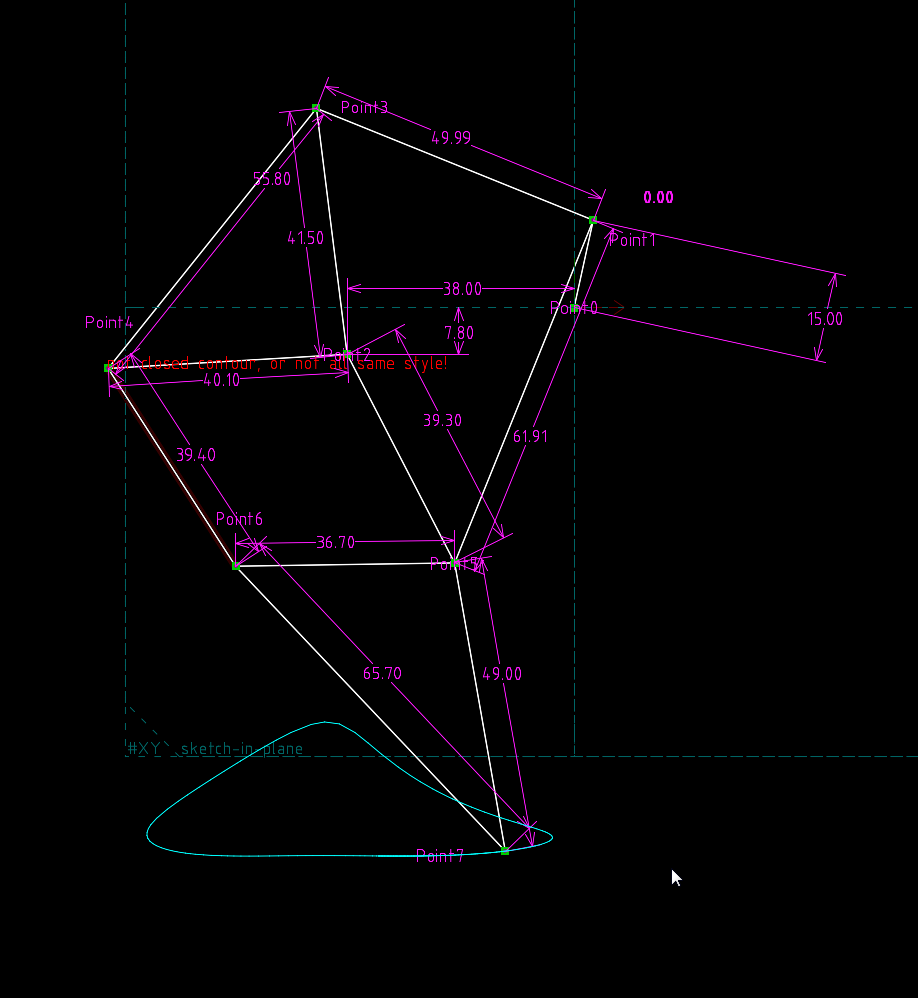 Point3
49.99
55.80
0.00
41.50
Point1
38.00
Point0
15.00
Point4
7.80
Point2
not closed contour, or not all same style!
40.10
39.30
61.91
39.40
Point6
36.70
Point5
65.70
49.00
#XY sketch-in-plane
Point7